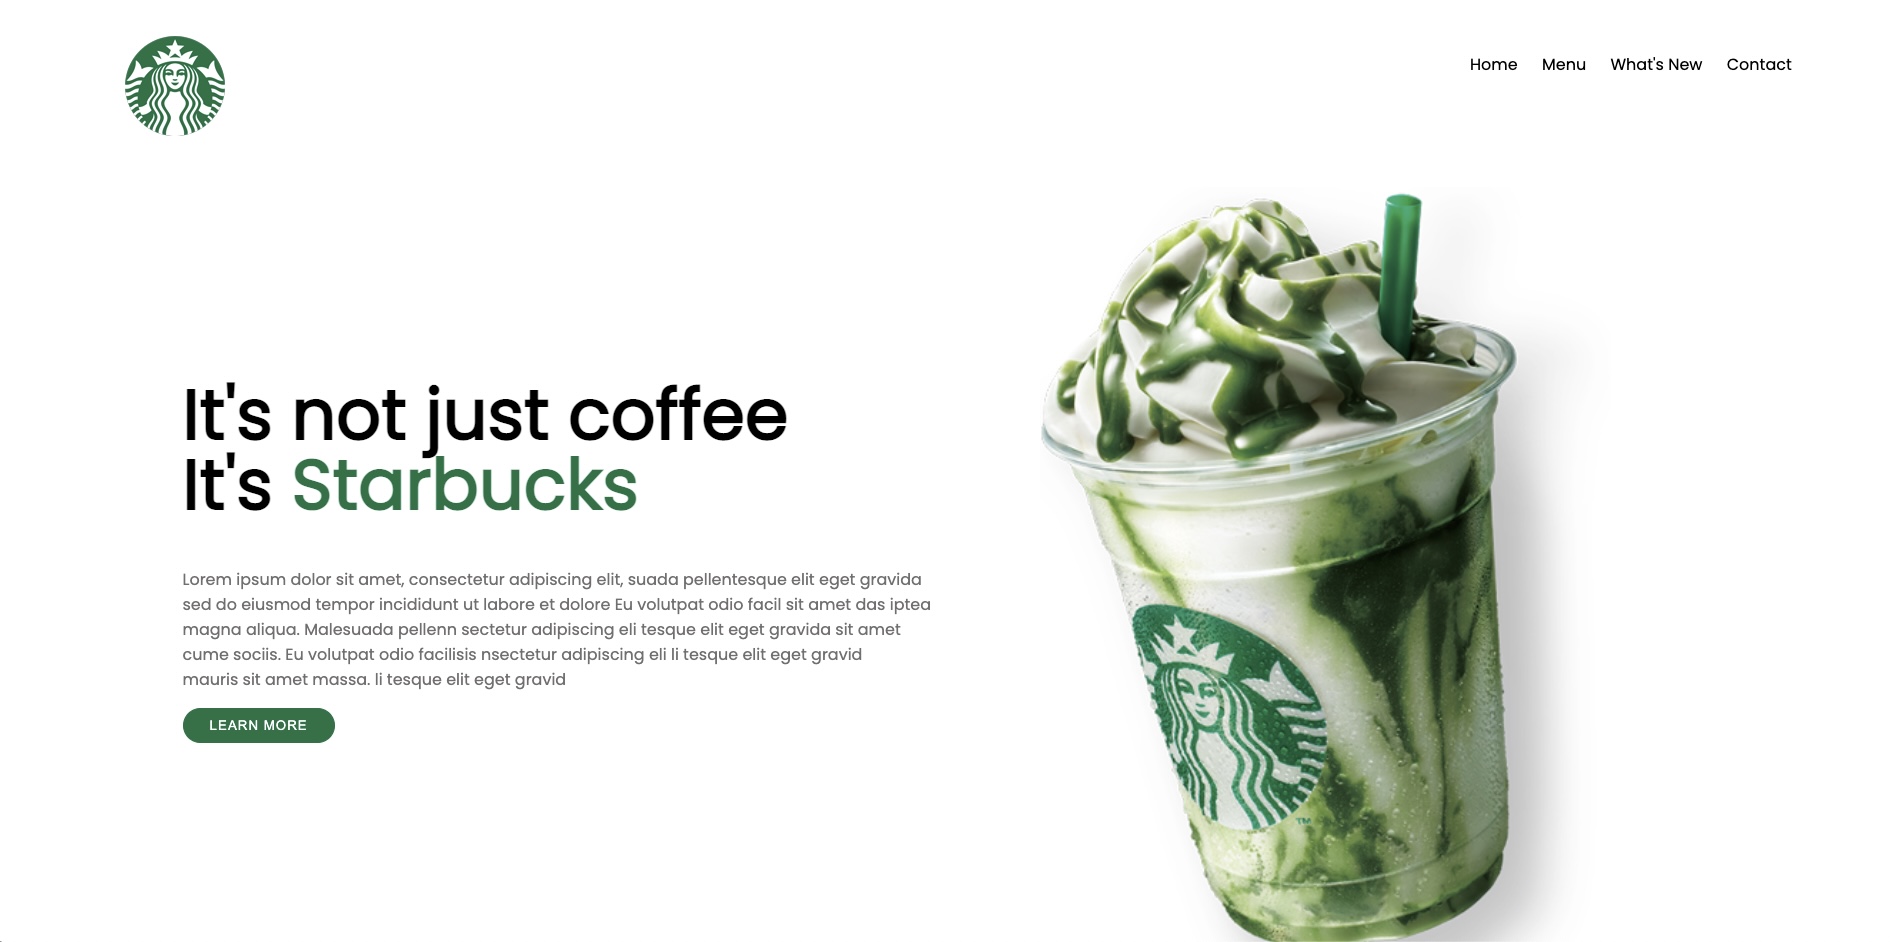 Home Menu What's New Contact
It's not just coffee
It's Starbucks
Lorem ipsum dolor sit amet, consectetur adipiscing elit, suada pellentesque elit eget gravida
sed do eiusmod tempor incididunt ut labore et dolore Eu volutpat odio facil sit amet das iptea
magna aliqua. Malesuada pellenn sectetur adipiscing eli tesque elit eget gravida sit amet
cume sociis. Eu volutpat odio facilisis nsectetur adipiscing eli li tesque elit eget gravid
mauris sit amet massa. li tesque elit eget gravid
LEARN MORE
TM